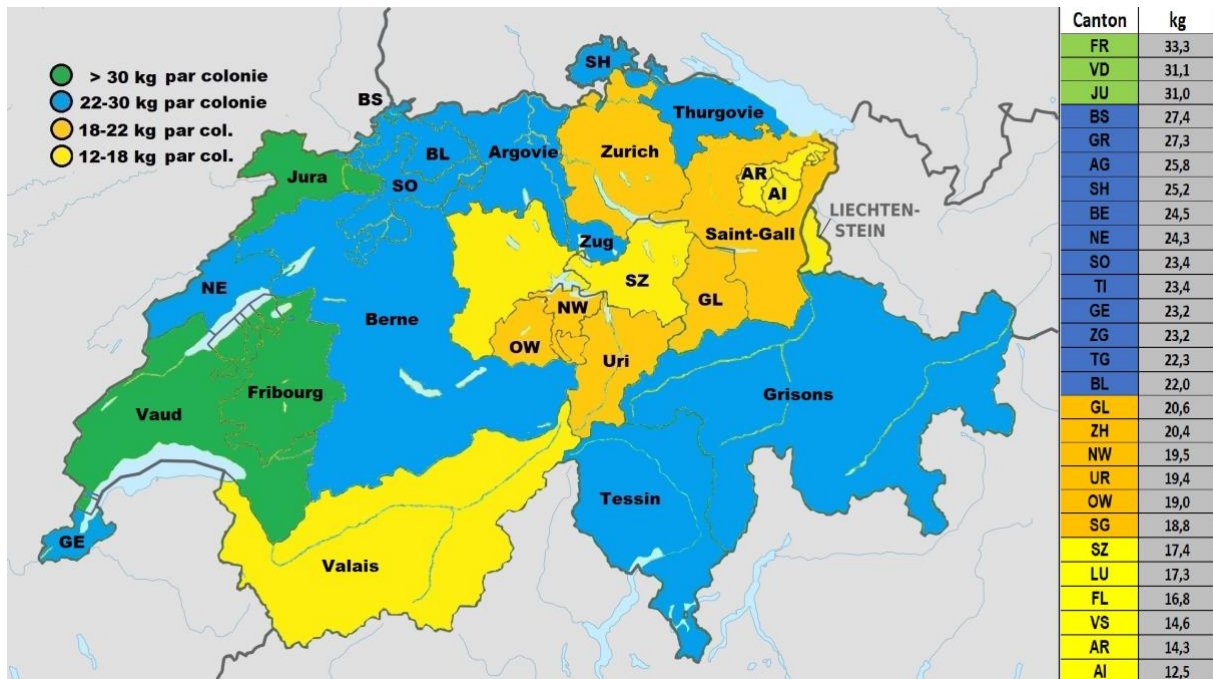 > 30 kg par colonie
22-30 kg par colonie
18-22 kg par col.
12-18 kg par col.
BS
SH
Thurgovie
BL
Argovie
Zurich
Jura
SO
AR
AI
LIECHTEN-
STEIN
Zug
Saint-Gall
NE
SZ
GL
NW
Berne
OW
Uri
Fribourg
Vaud
Grisons
Tessin
GE
Valais
Canton kg
FR 33,3
VD 31,1
JU 31,0
BS 27,4
GR 27,3
AG 25,8
SH 25,2
BE 24,5
NE 24,3
SO 23,4
TI 23,4
GE 23,2
ZG 23,2
TG 22,3
BL 22,0
GL 20,6
ZH 20,4
NW 19,5
UR 19,4
OW 19,0
SG 18,8
SZ 17,4
LU 17,3
FL 16,8
VS 14,6
AR 14,3
AI 12,5